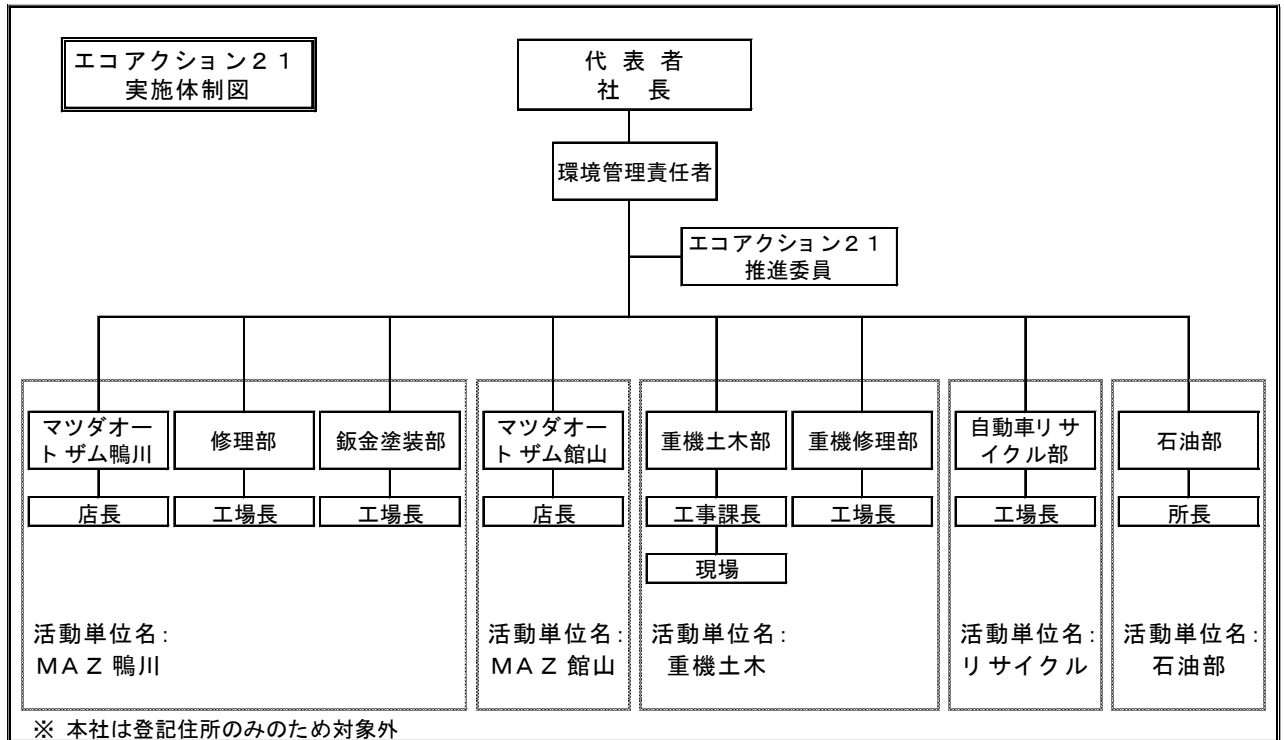 エコアクション２１
実施体制図
代表者
社長
環境管理責任者
エコアクション２１
推進委員
マツダオー
トザム鴨川
修理部
鈑金塗装部
マツダオー
トザム館山
重機土木部
重機修理部
自動車リサ
イクル部
石油部
店長
工場長
工場長
店長
工事課長
工場長
工場長
所長
現場
活動単位名：
ＭＡＺ鴨川
活動単位名：
ＭＡＺ館山
活動単位名：
重機土木
活動単位名：
リサイクル
活動単位名：
石油部
※ 本社は登記住所のみのため対象外